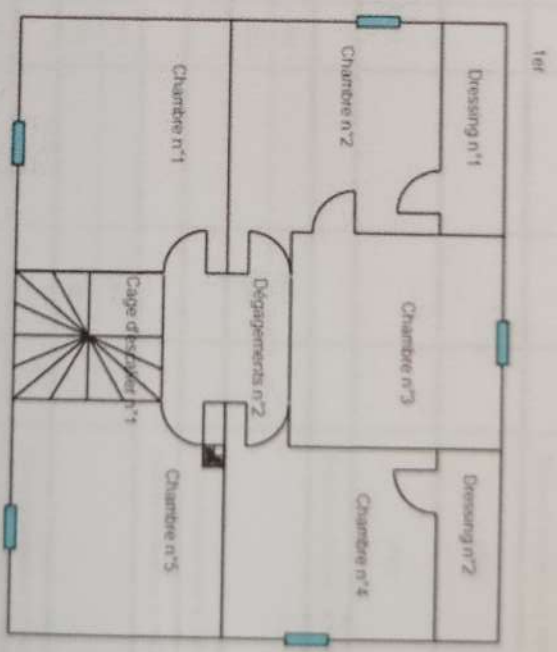 1er
Dressing n°1
Chambre n°2
Chambre n°1
Chambre n°3
Dégagements n°2
Cage d'escalier n°1
Dressing n°2
Chambre n°4
Chambre n°5